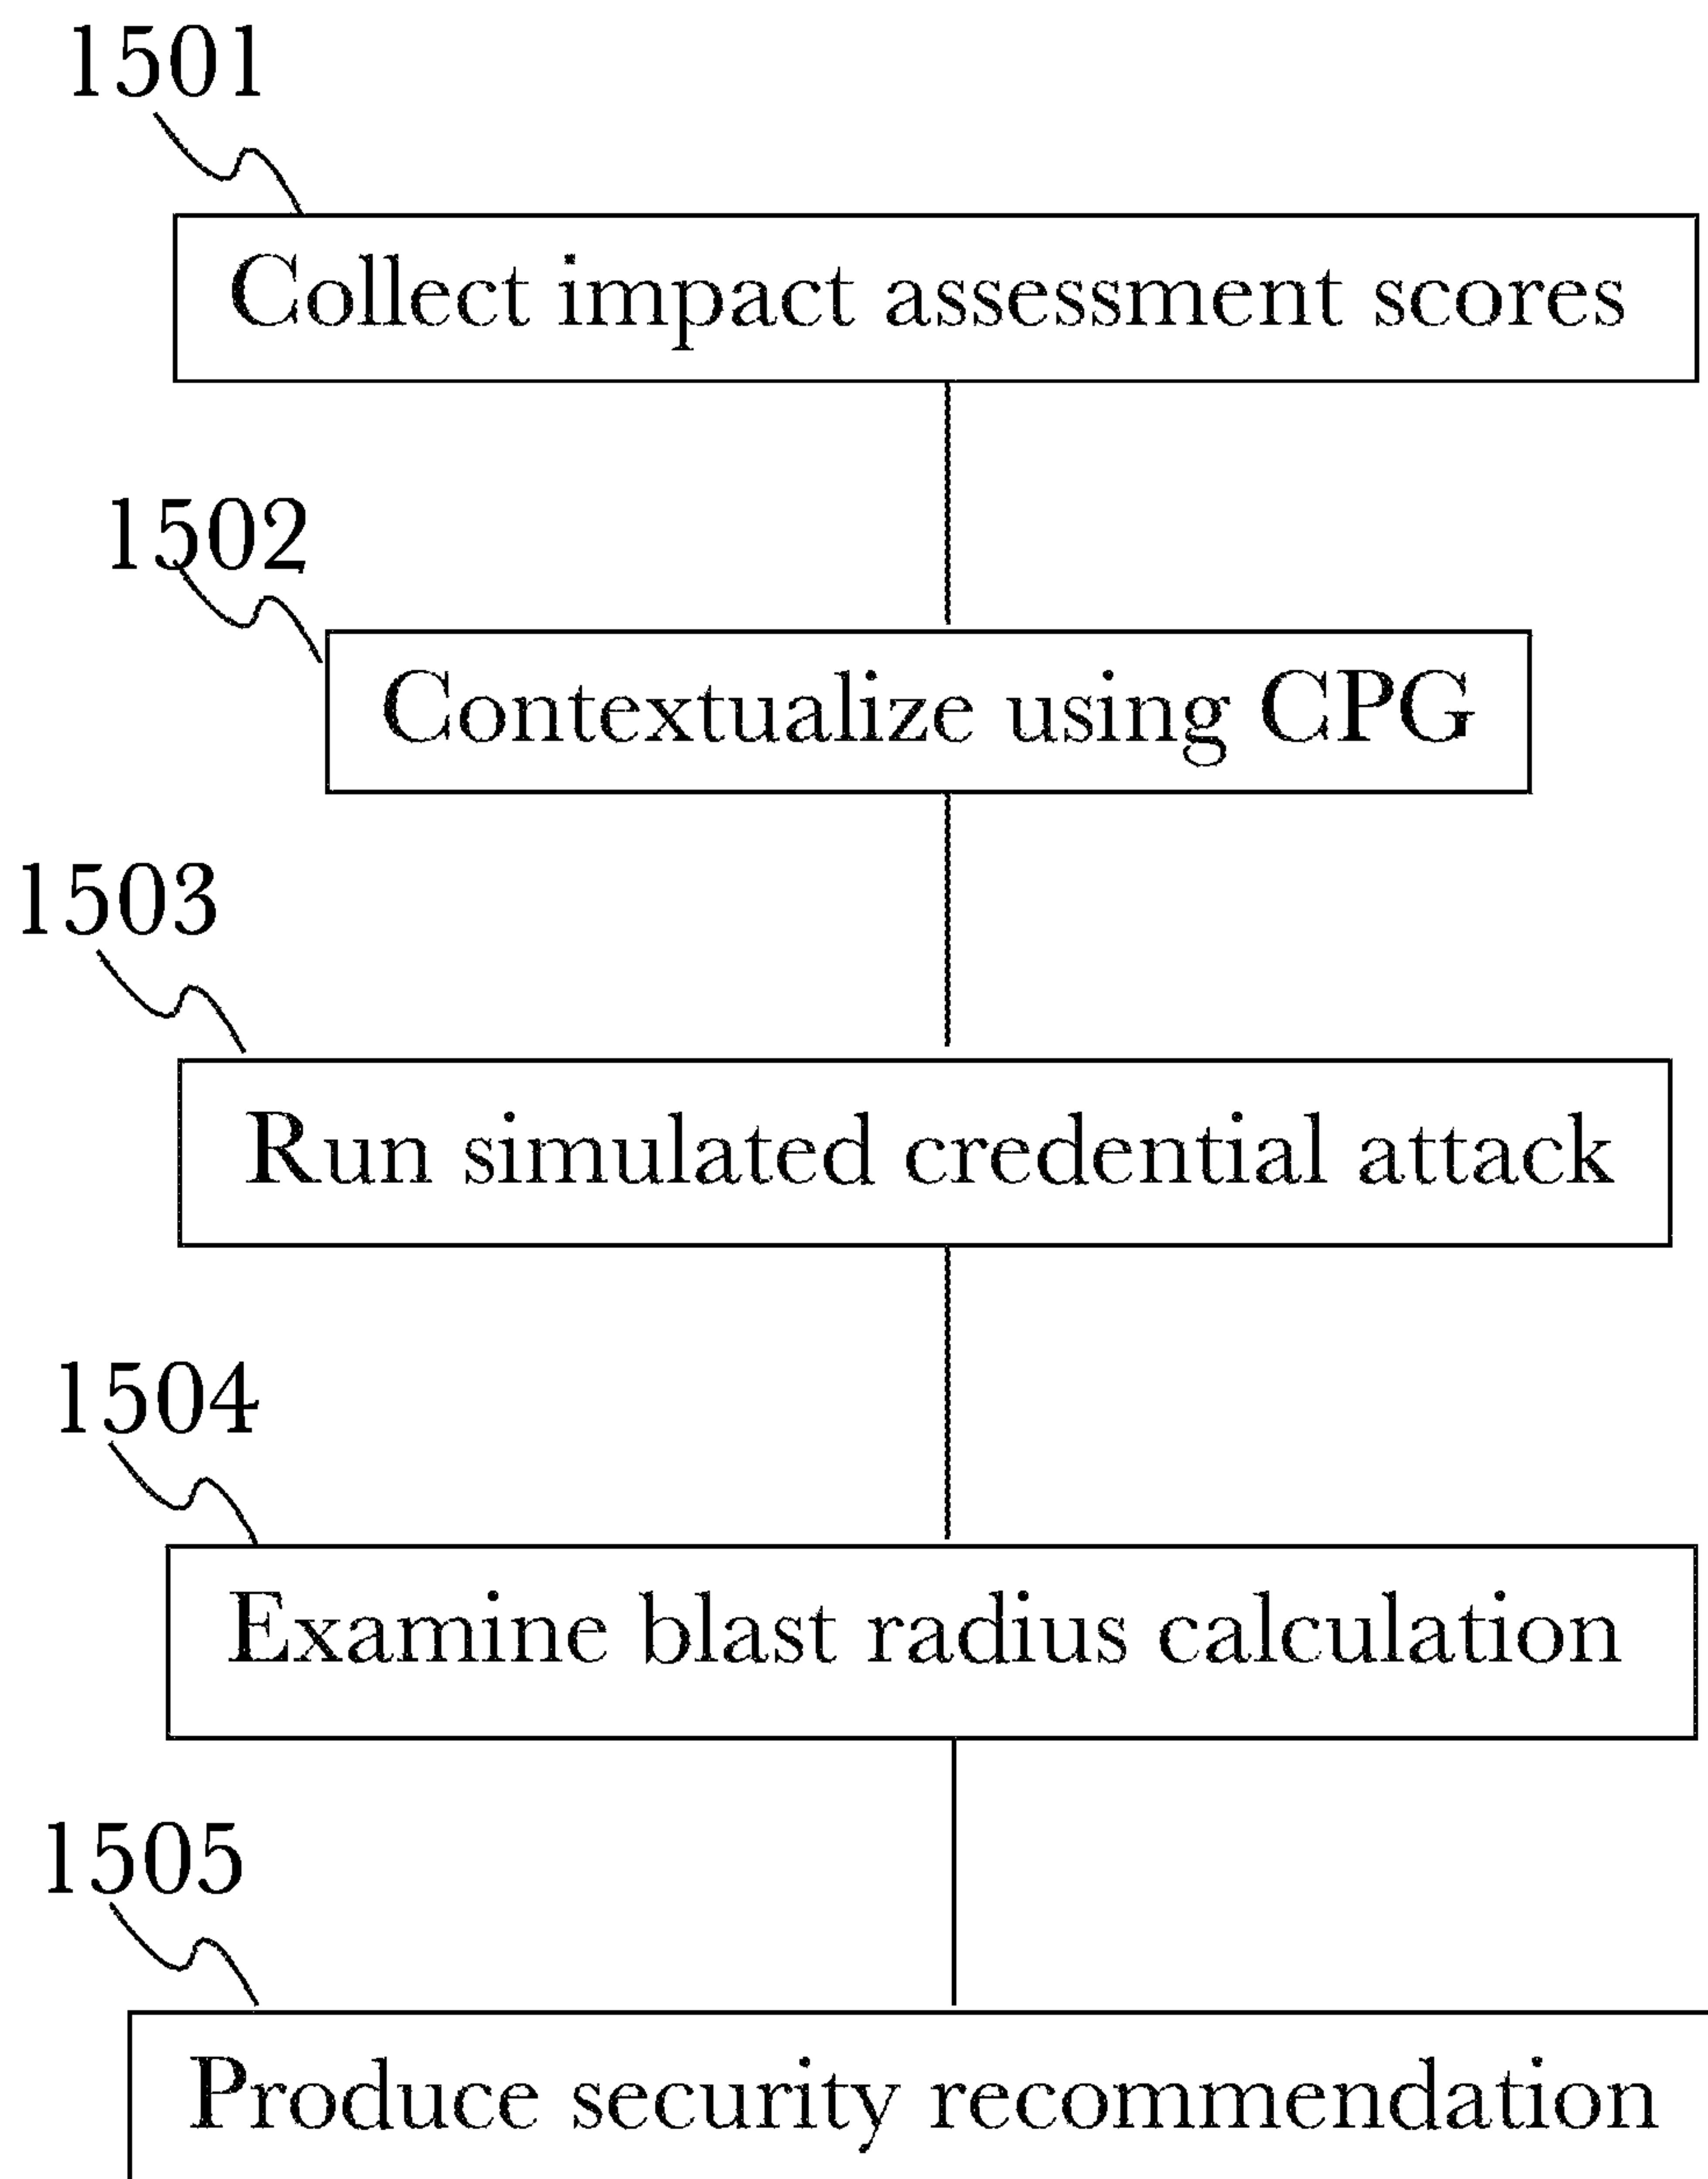 1501
Collect impact assessment scores
1502
Contextualize using CPG
1503
Run simulated credential attack
1504
Examine blast radius calculation
1505
Produce security recommendation